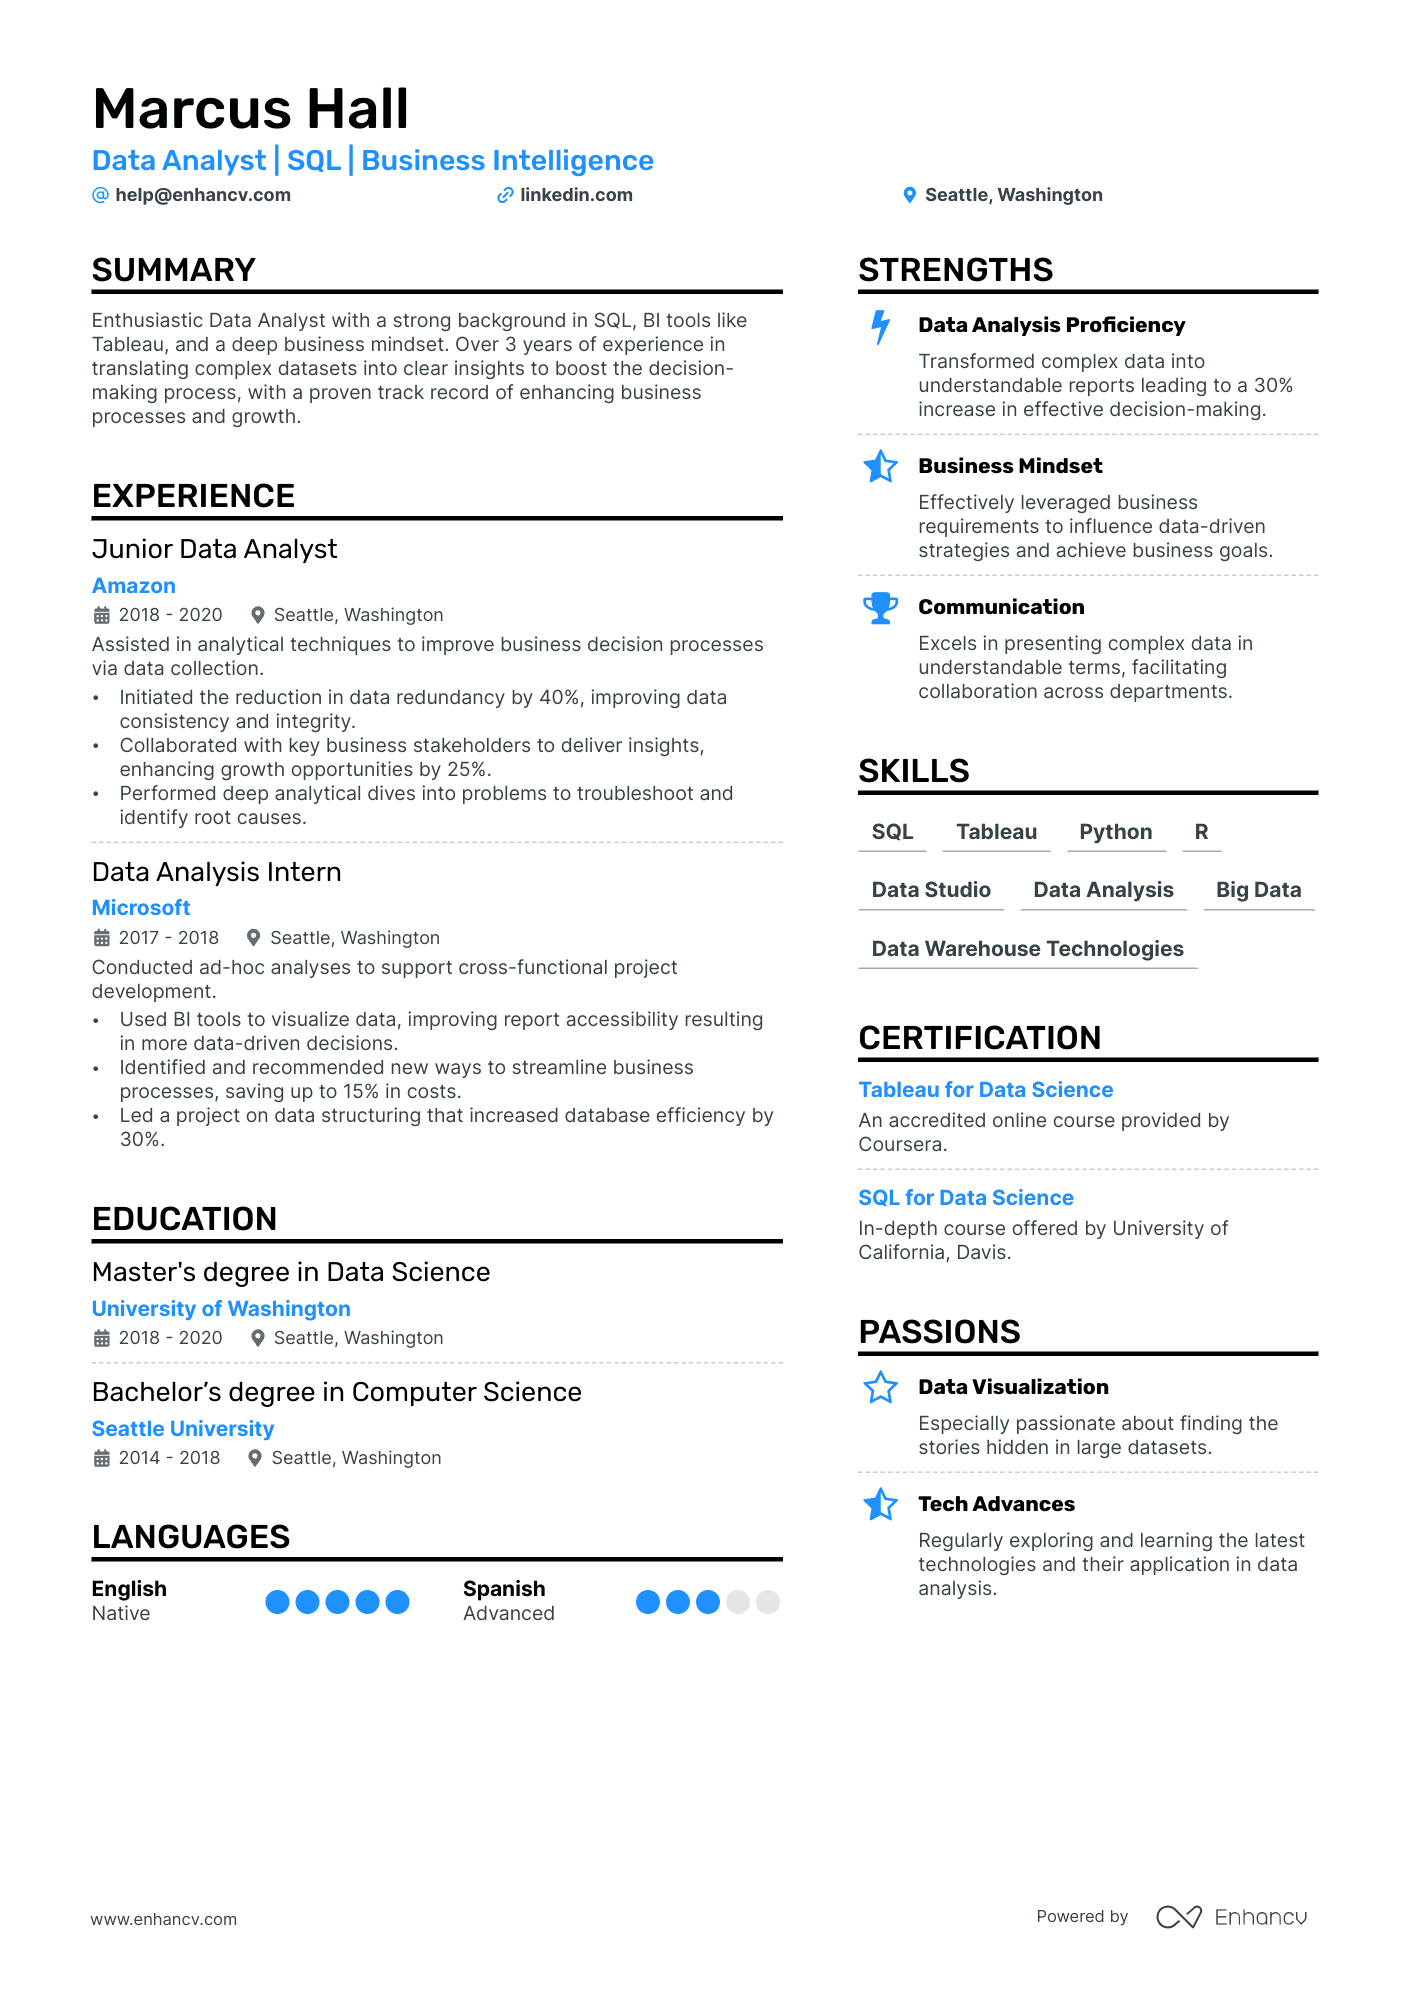 Marcus Hall
Data Analyst | SQL | Business Intelligence
help@enhancv.com
linkedin.com
Seattle, Washington
SUMMARY
Enthusiastic Data Analyst with a strong background in SQL, BI tools like
Tableau, and a deep business mindset. Over 3 years of experience in
translating complex datasets into clear insights to boost the decision-
making process, with a proven track record of enhancing business
processes and growth.
EXPERIENCE
Junior Data Analyst
Amazon
2018 - 2020 Seattle, Washington
Assisted in analytical techniques to improve business decision processes
via data collection.
• Initiated the reduction in data redundancy by 40%, improving data
consistency and integrity.
• Collaborated with key business stakeholders to deliver insights,
enhancing growth opportunities by 25%.
• Performed deep analytical dives into problems to troubleshoot and
identify root causes.
Data Analysis Intern
Microsoft
2017 - 2018 Seattle, Washington
Conducted ad-hoc analyses to support cross-functional project
development.
• Used BI tools to visualize data, improving report accessibility resulting
in more data-driven decisions.
• Identified and recommended new ways to streamline business
processes, saving up to 15% in costs.
• Led a project on data structuring that increased database efficiency by
30%.
EDUCATION
Master's degree in Data Science
University of Washington
2018 - 2020 Seattle, Washington
Bachelor’s degree in Computer Science
Seattle University
2014 - 2018 Seattle, Washington
LANGUAGES
English
Native
Spanish
Advanced
STRENGTHS
Data Analysis Proficiency
Transformed complex data into
understandable reports leading to a 30%
increase in effective decision-making.
Business Mindset
Effectively leveraged business
requirements to influence data-driven
strategies and achieve business goals.
Communication
Excels in presenting complex data in
understandable terms, facilitating
collaboration across departments.
SKILLS
SQL Tableau Python R
Data Studio Data Analysis Big Data
Data Warehouse Technologies
CERTIFICATION
Tableau for Data Science
An accredited online course provided by
Coursera.
SQL for Data Science
In-depth course offered by University of
California, Davis.
PASSIONS
Data Visualization
Especially passionate about finding the
stories hidden in large datasets.
Tech Advances
Regularly exploring and learning the latest
technologies and their application in data
analysis.
www.enhancv.com
Powered by Enhancv